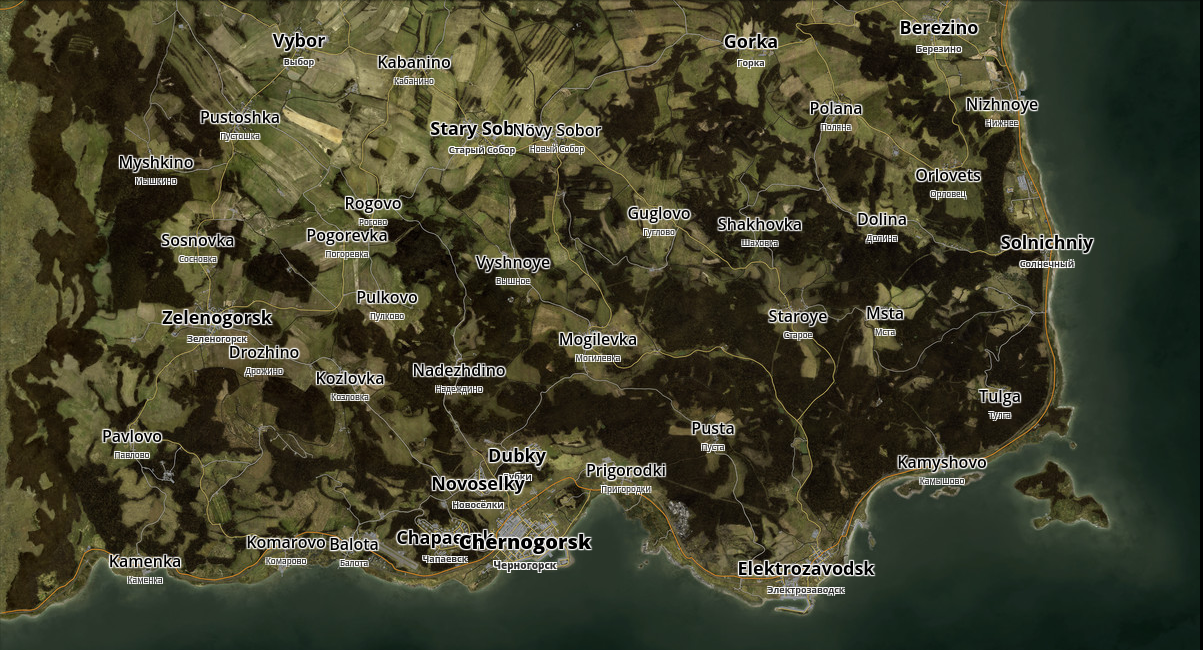 Berezino
Березино
Vybor
Выбор
Gorka
Горка
Kabanino
Кабанино
Nizhnoye
Нижнее
Polana
Поляна
Pustoshka
Пустошка
Stary Sob
Старый Собор
Novy Sobor
Новый Собор
Myshkino
Мышкино
Orlovets
Орловец
Rogovo
Рогово
Guglovo
Гуглово
Shakhovka
Шаховка
Dolina
Долина
Sosnovka
Сосновка
Pogorevka
Погоревка
Solnichniy
Солнечный
Vyshnoye
Вышное
Pulkovo
Пулково
Zelenogorsk
Зеленогорск
Staroye
Старое
Msta
Мста
Drozhino
Дрожино
Mogilevka
Могилевка
Kozlovka
Козловка
Nadezhdino
Надеждино
Tulga
Тулга
Pavlovo
Павлово
Pusta
Пуста
Dubky
Prigorodki
Пригородки
Kamyshovo
Камышово
Novoselky
Новоселки
Komarovo
Комарово
Balota
Балота
Chapaevsk
Чапаевск
Chernogorsk
Черногорск
Kamenka
Каменка
Elektrozavodsk
Электрозаводск